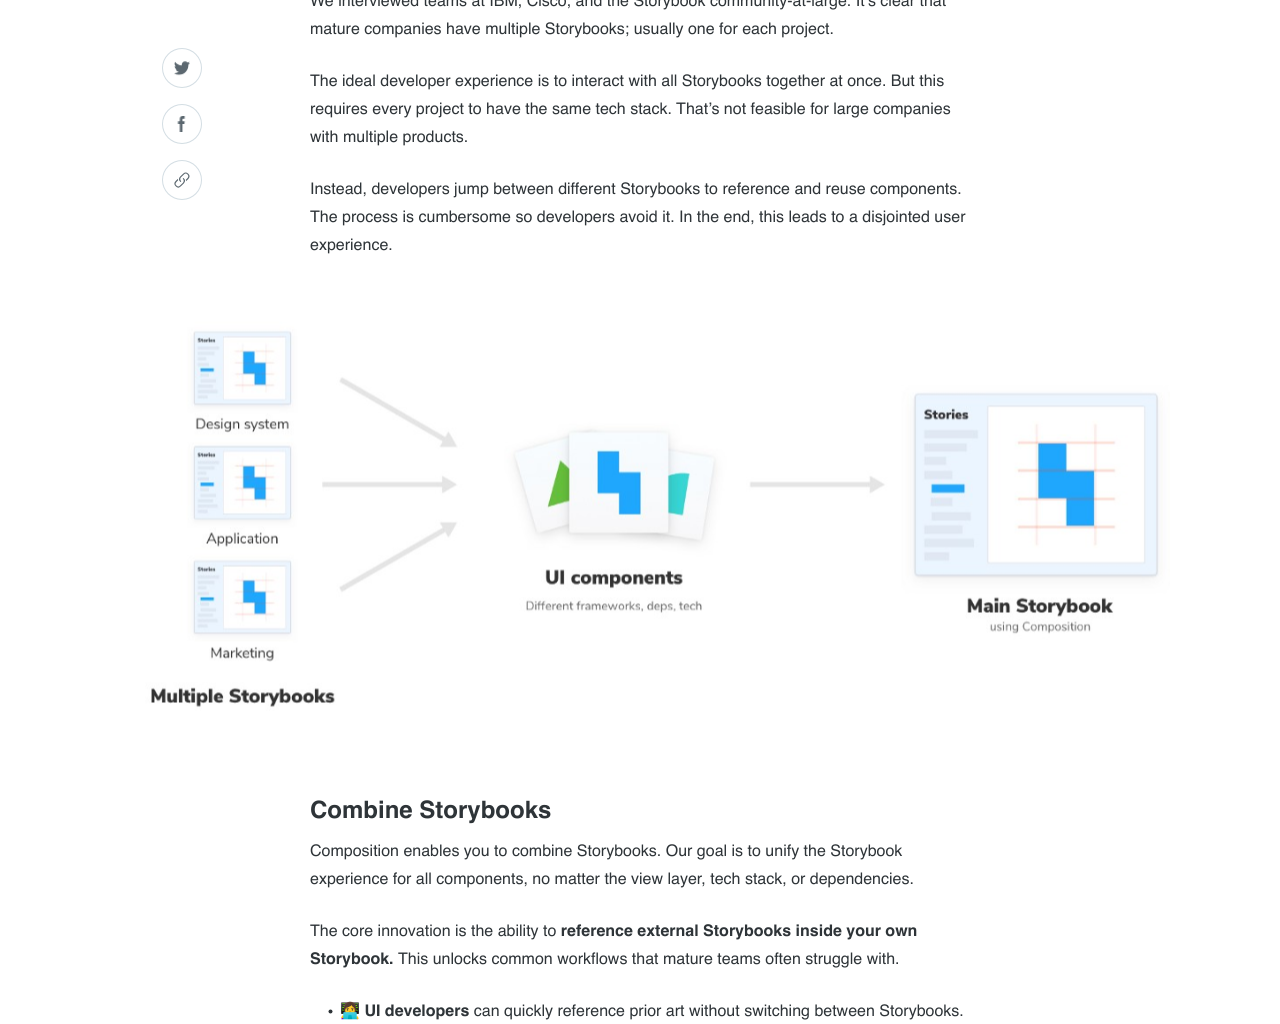 We interviewed teams at IBM, Cisco, and the Storybook community-at-large. It's clear that
mature companies have multiple Storybooks; usually one for each project.
The ideal developer experience is to interact with all Storybooks together at once. But this
requires every project to have the same tech stack. That’s not feasible for large companies
with multiple products.
Instead, developers jump between different Storybooks to reference and reuse components.
The process is cumbersome so developers avoid it. In the end, this leads to a disjointed user
experience.
Stories
Design system
Stories
Application
Stories
Marketing
Multiple Storybooks
UI components
Different frameworks, deps, tech
Stories
Main Storybook
using Composition
Combine Storybooks
Composition enables you to combine Storybooks. Our goal is to unify the Storybook
experience for all components, no matter the view layer, tech stack, or dependencies.
The core innovation is the ability to reference external Storybooks inside your own
Storybook. This unlocks common workflows that mature teams often struggle with.
• 👩‍💻 UI developers can quickly reference prior art without switching between Storybooks.